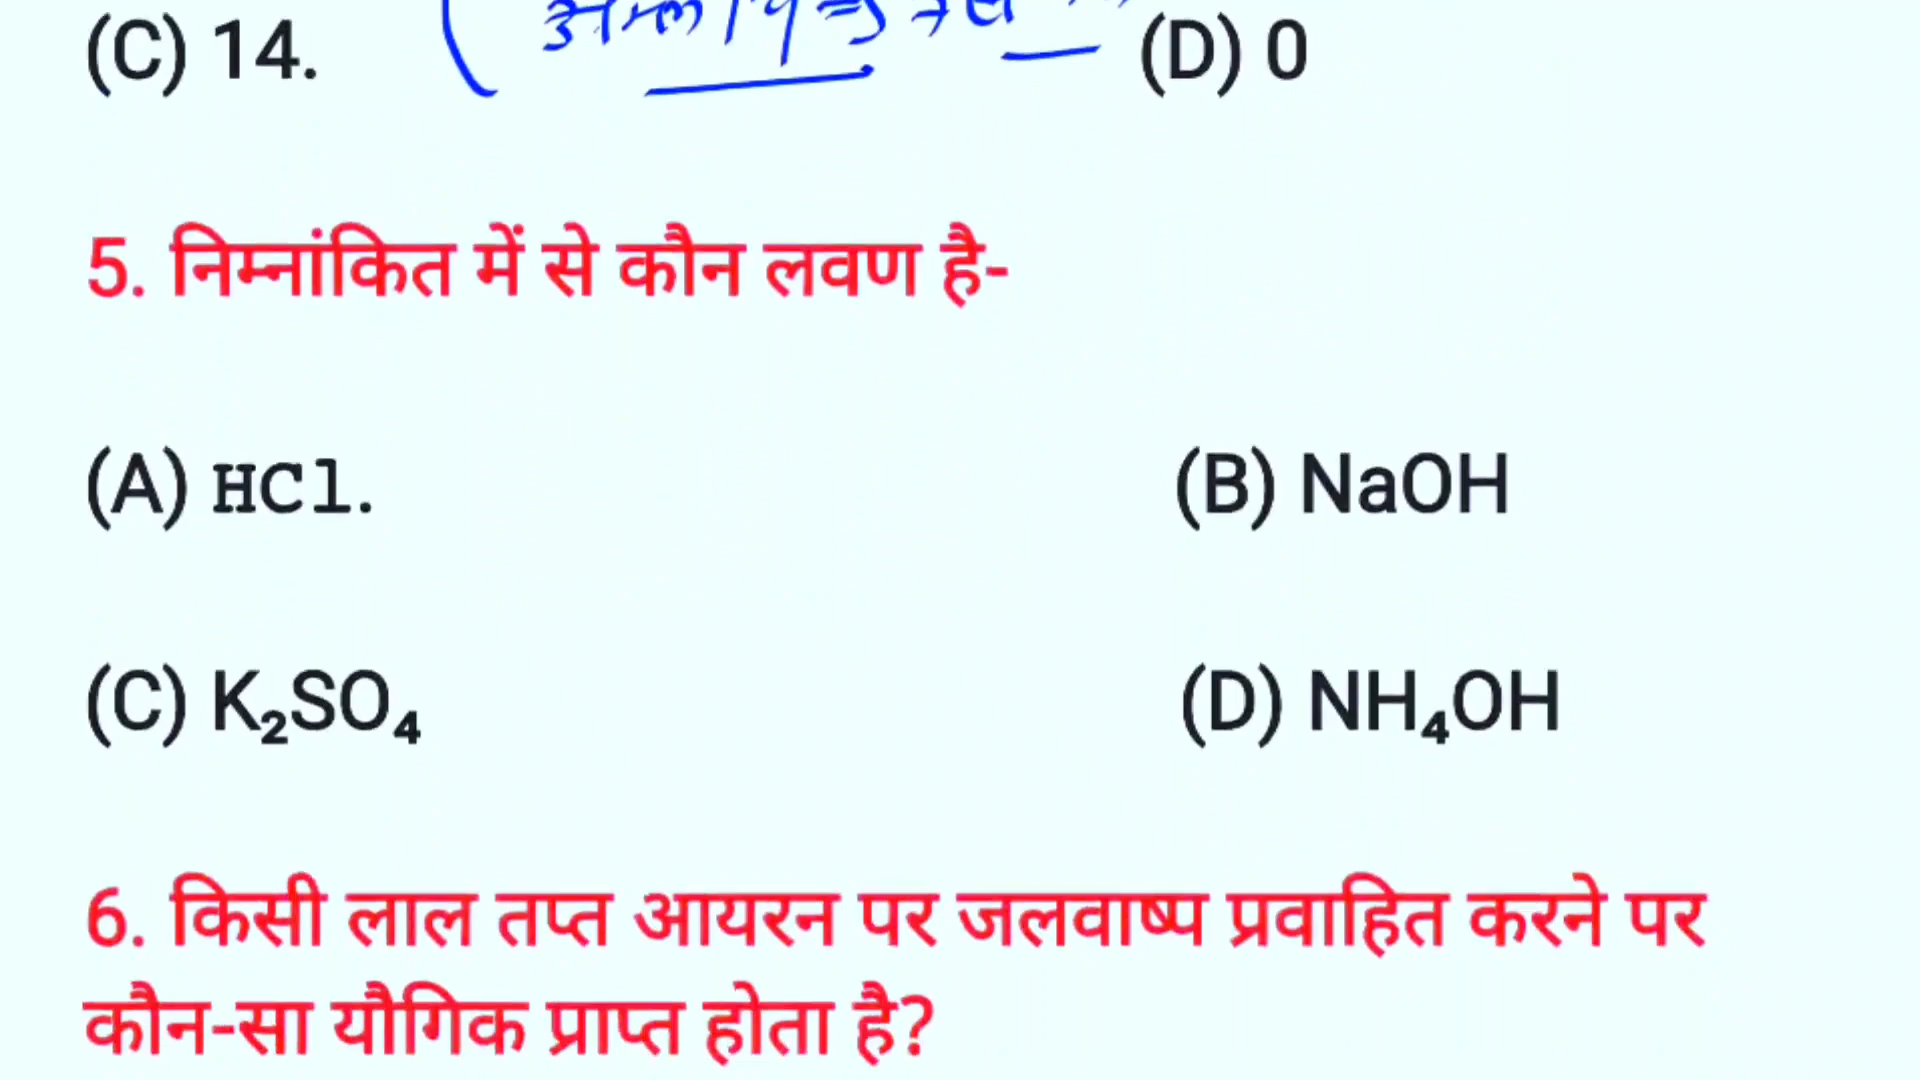 (C) 14. (D) 0
5. निम्नांकित में से कौन लवण है-
(A) HCl. (B) NaOH
(C) K₂SO₄ (D) NH₄OH
6. किसी लाल तप्त आयरन पर जलवाष्प प्रवाहित करने पर
कौन-सा यौगिक प्राप्त होता है?